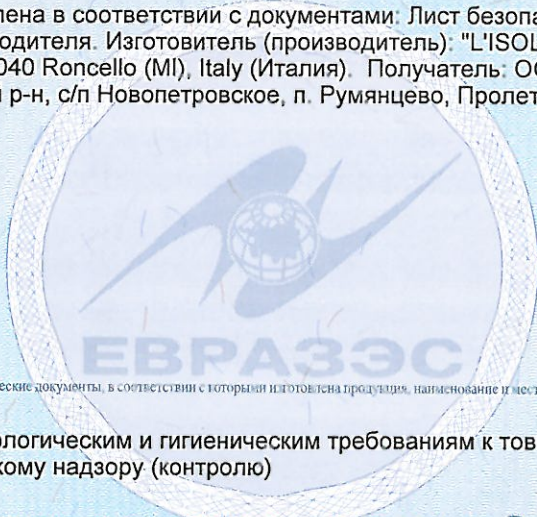 лена в соответствии с документами: Лист безопа
одителя. Изготовитель (производитель): "L'ISOL
040 Roncello (MI), Italy (Италия). Получатель: ОО
р-н, с/п Новопетровское, п. Румянцево, Пролет
ЕВРАЗЭС
еские документы, в соответствии с которыми изготовлена продукция, наименование и мест
ологическим и гигиеническим требованиям к тов
кому надзору (контролю)